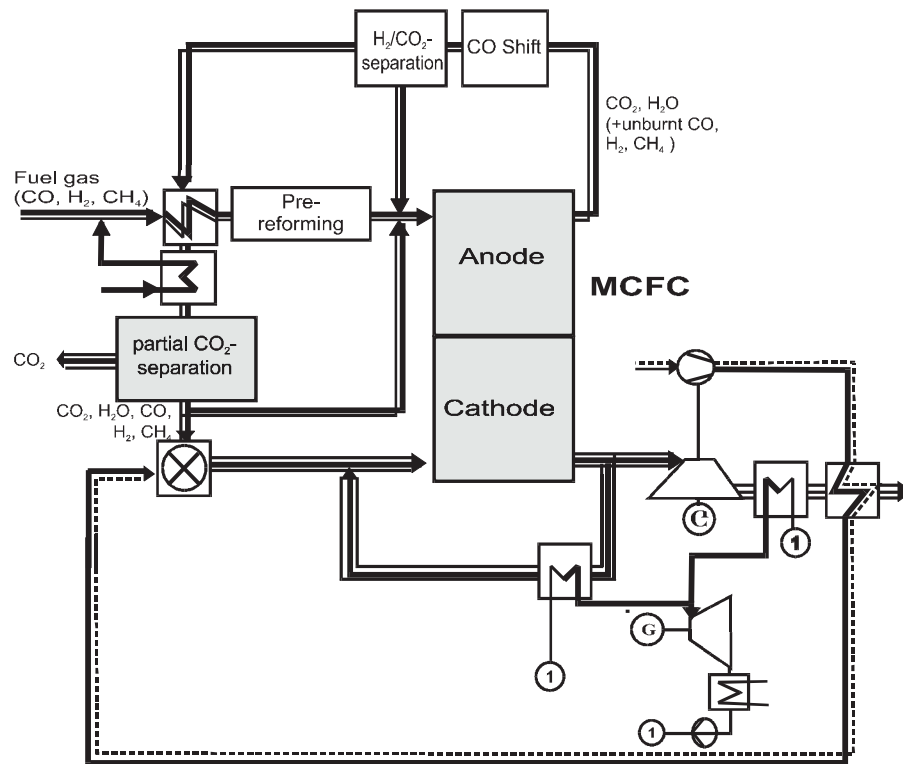 H₂/CO₂-
separation
CO Shift
CO₂, H₂O
(+unburnt CO,
H₂, CH₄ )
Fuel gas
(CO, H₂, CH₄)
Pre-
reforming
Anode
MCFC
partial CO₂-
separation
CO₂
Cathode
CO₂, H₂O, CO,
H₂, CH₄
C
1
G
1
1